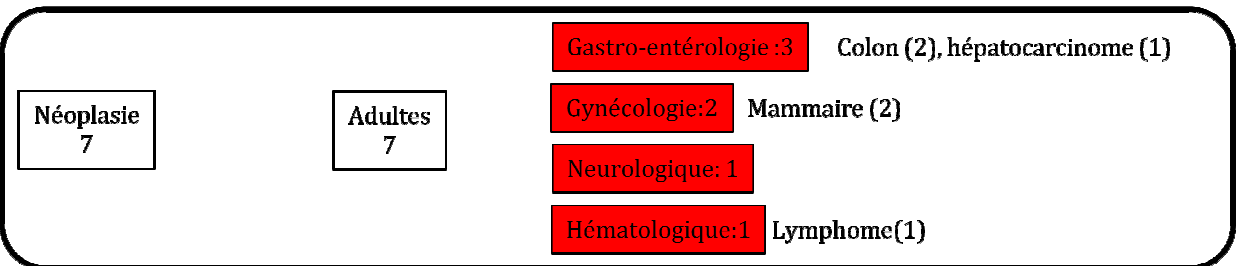 Néoplasie
7
Adultes
7
Gastro-entérologie :3
Colon (2), hépatocarcinome (1)
Gynécologie:2
Mammaire (2)
Neurologique: 1
Hématologique:1
Lymphome(1)